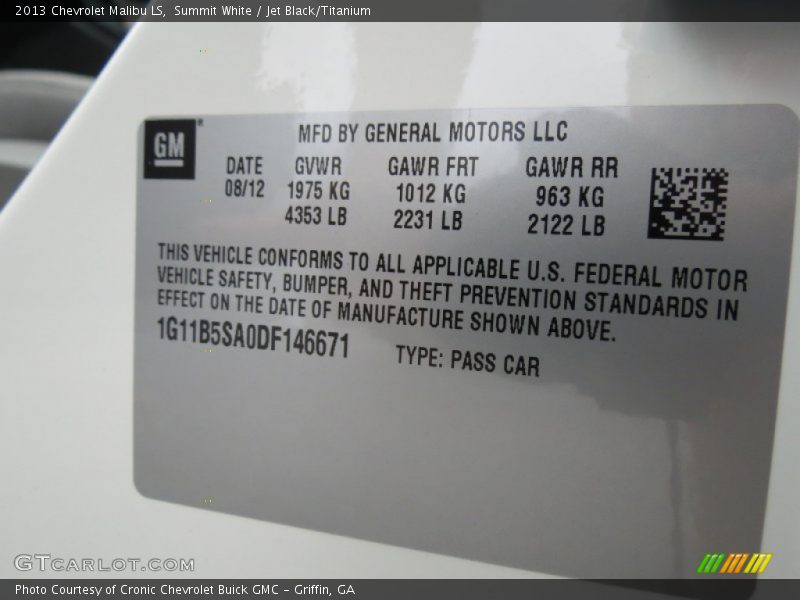 2013 Chevrolet Malibu LS, Summit White / Jet Black/Titanium
GM
MFD BY GENERAL MOTORS LLC
DATE GVWR GAWR FRT GAWR RR
08/12 1975 KG 1012 KG 963 KG
4353 LB 2231 LB 2122 LB
THIS VEHICLE CONFORMS TO ALL APPLICABLE U.S. FEDERAL MOTOR
VEHICLE SAFETY, BUMPER, AND THEFT PREVENTION STANDARDS IN
EFFECT ON THE DATE OF MANUFACTURE SHOWN ABOVE.
1G11B5SA0DF146671 TYPE: PASS CAR
GTCARLOT.COM
Photo Courtesy of Cronic Chevrolet Buick GMC - Griffin, GA